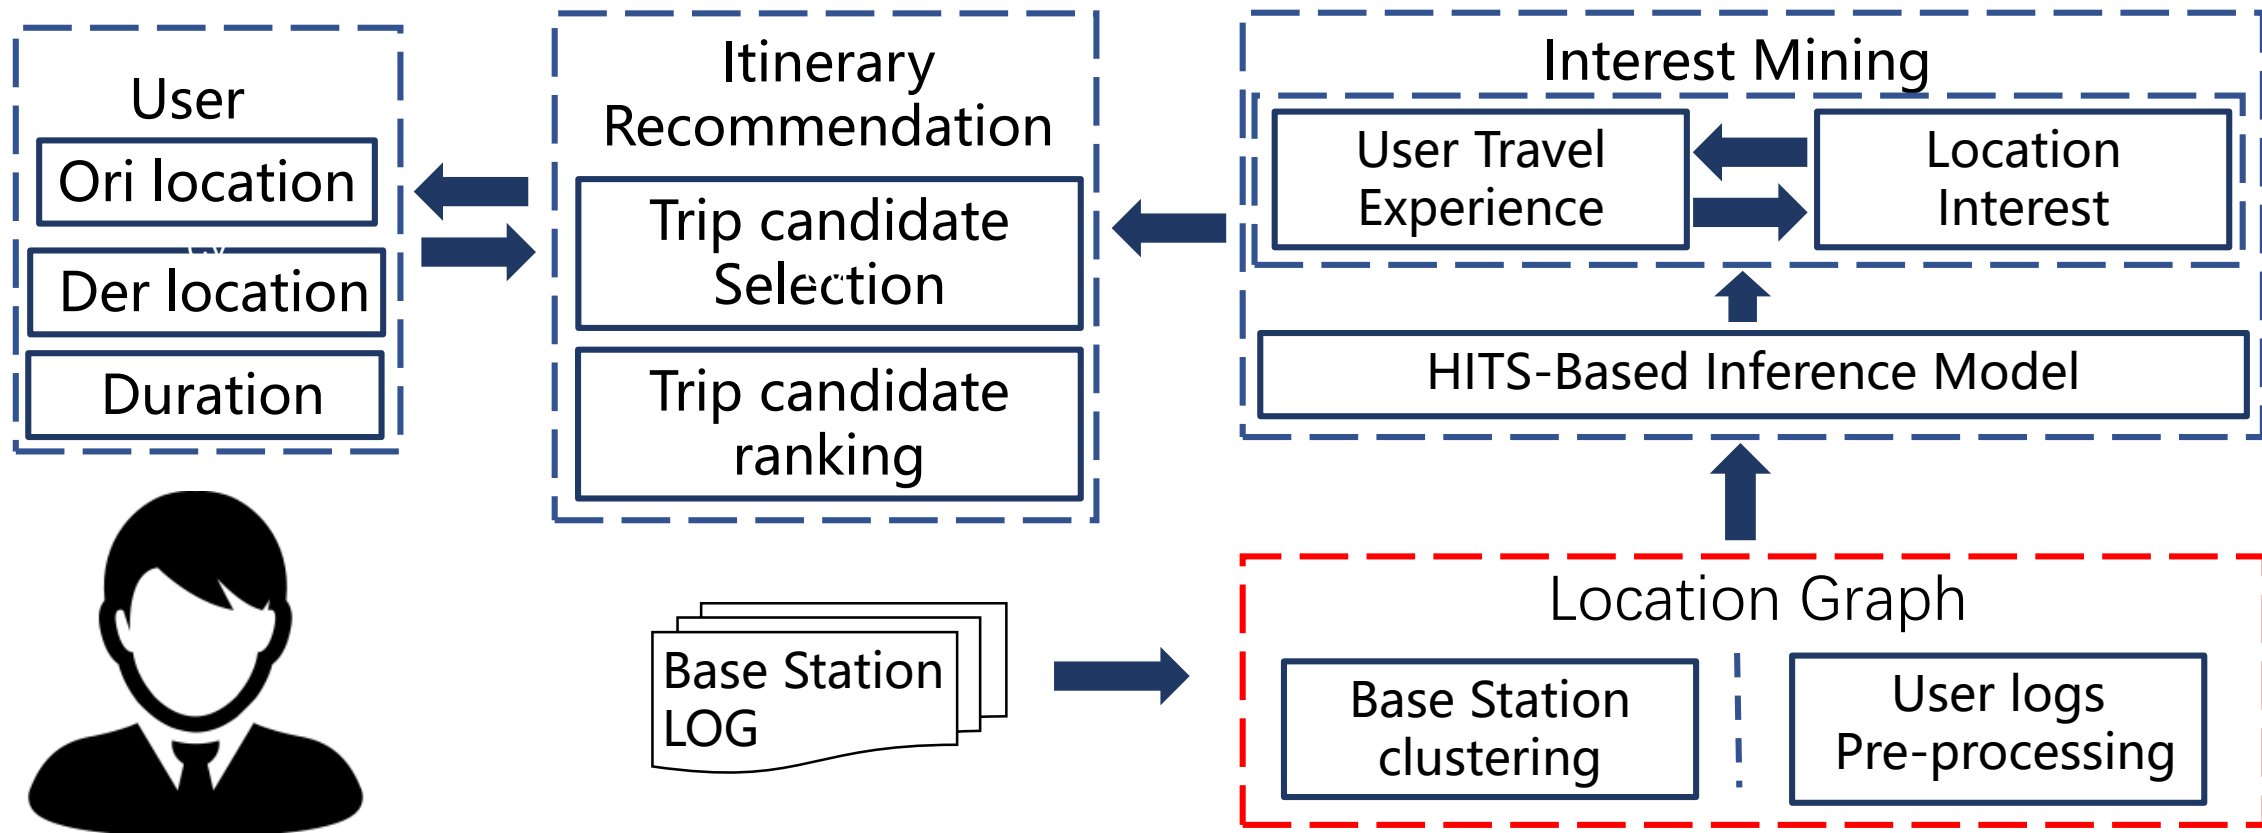 User
Ori location
Der location
Duration
Itinerary
Recommendation
Trip candidate
Selection
Trip candidate
ranking
Interest Mining
User Travel
Experience
Location
Interest
HITS-Based Inference Model
Base Station
LOG
Location Graph
Base Station
clustering
User logs
Pre-processing